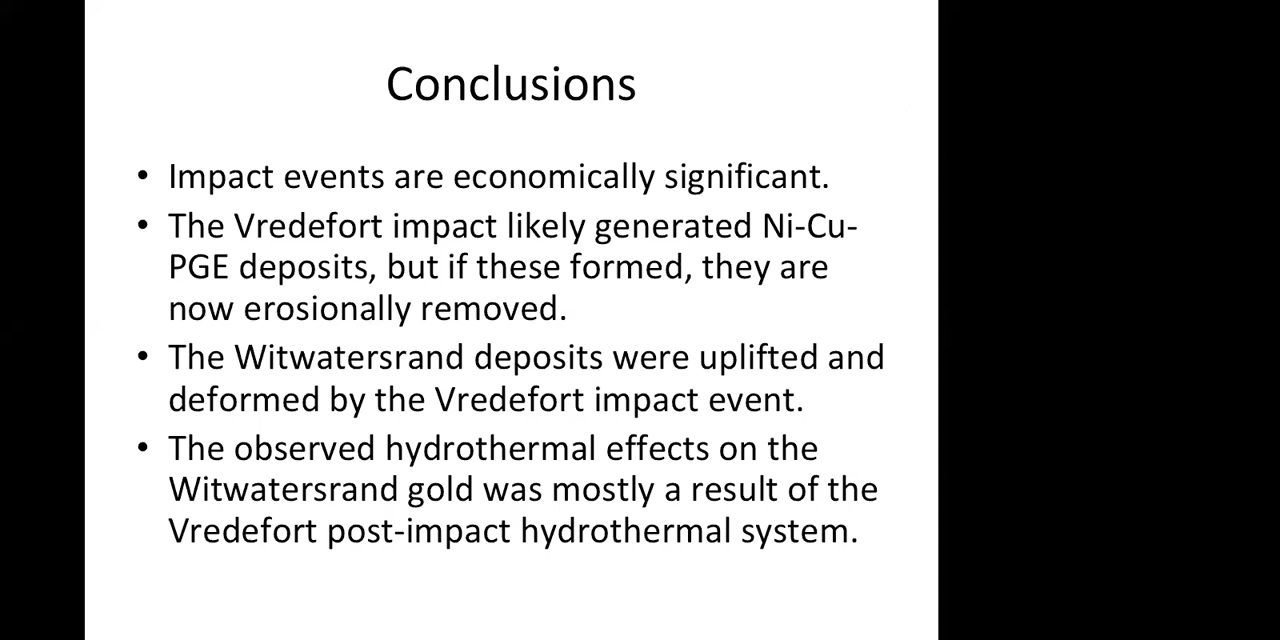 Conclusions
• Impact events are economically significant.
• The Vredefort impact likely generated Ni-Cu-
PGE deposits, but if these formed, they are
now erosionally removed.
• The Witwatersrand deposits were uplifted and
deformed by the Vredefort impact event.
• The observed hydrothermal effects on the
Witwatersrand gold was mostly a result of the
Vredefort post-impact hydrothermal system.